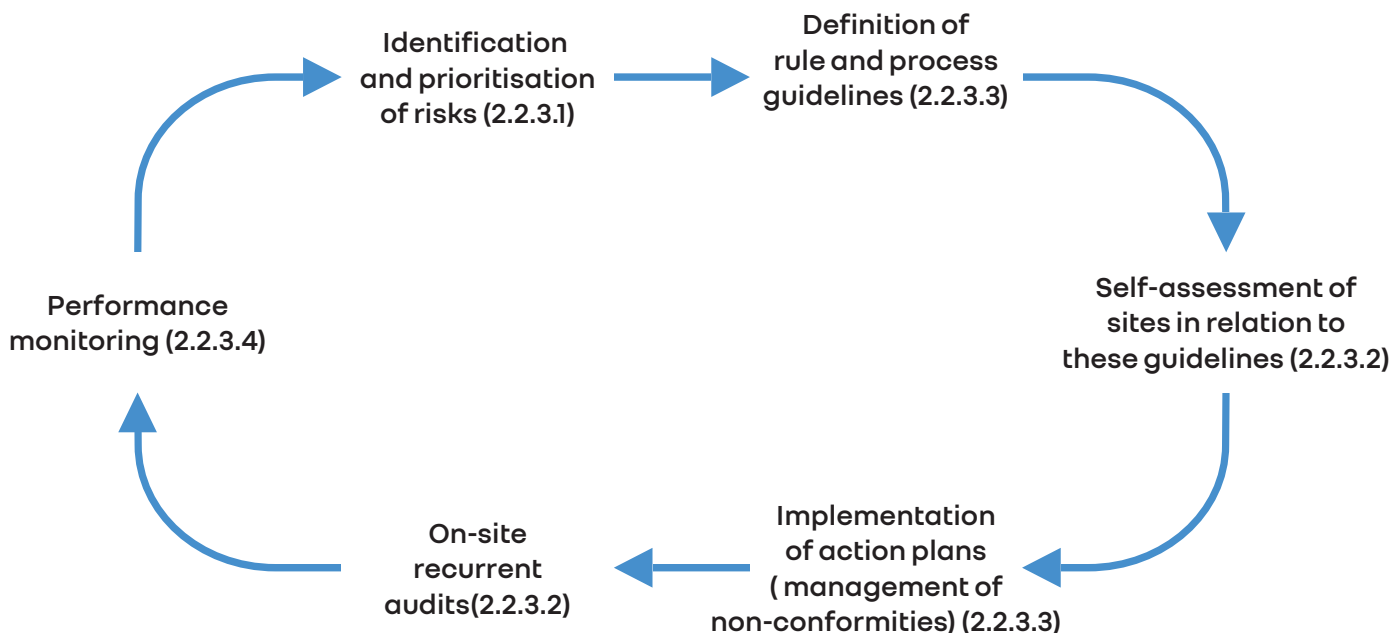 Identification
and prioritisation
of risks (2.2.3.1)
Definition of
rule and process
guidelines (2.2.3.3)
Self-assessment of
sites in relation to
these guidelines (2.2.3.2)
Implementation
of action plans
( management of
non-conformities) (2.2.3.3)
On-site
recurrent
audits(2.2.3.2)
Performance
monitoring (2.2.3.4)